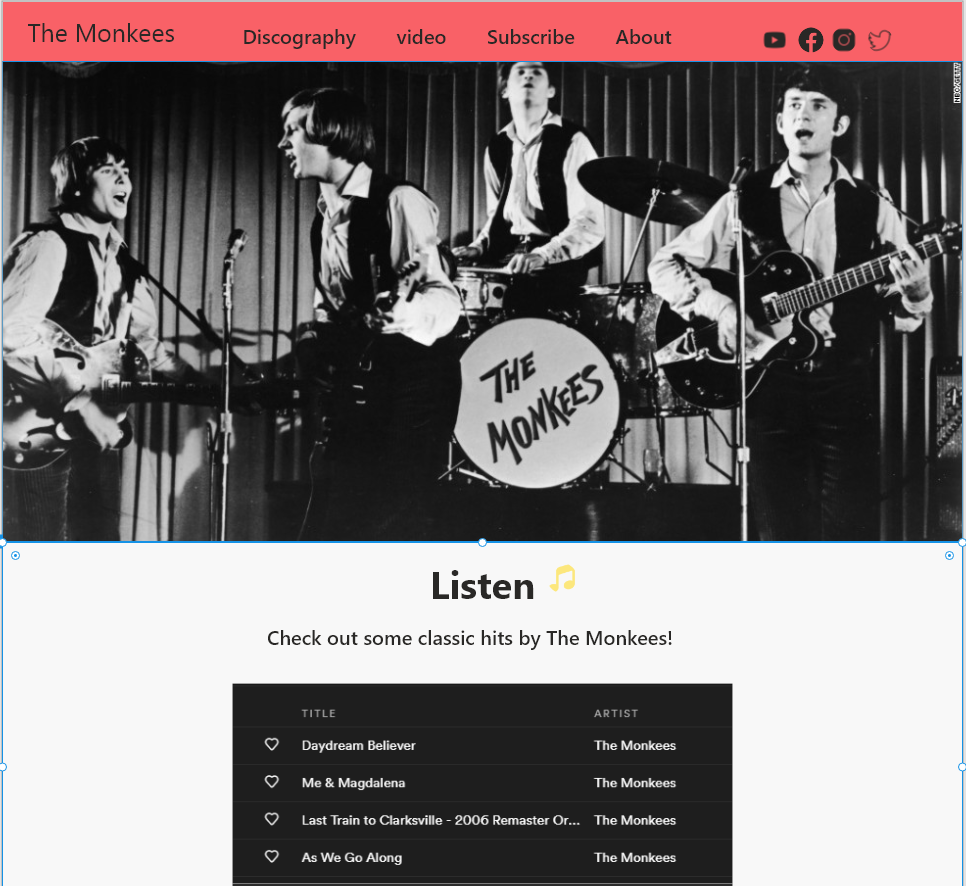 The Monkees
Discography video Subscribe About
NBC/GETTY
THE
MONKEES
Listen
Check out some classic hits by The Monkees!
TITLE ARTIST
Daydream Believer The Monkees
Me & Magdalena The Monkees
Last Train to Clarksville - 2006 Remaster Or... The Monkees
As We Go Along The Monkees